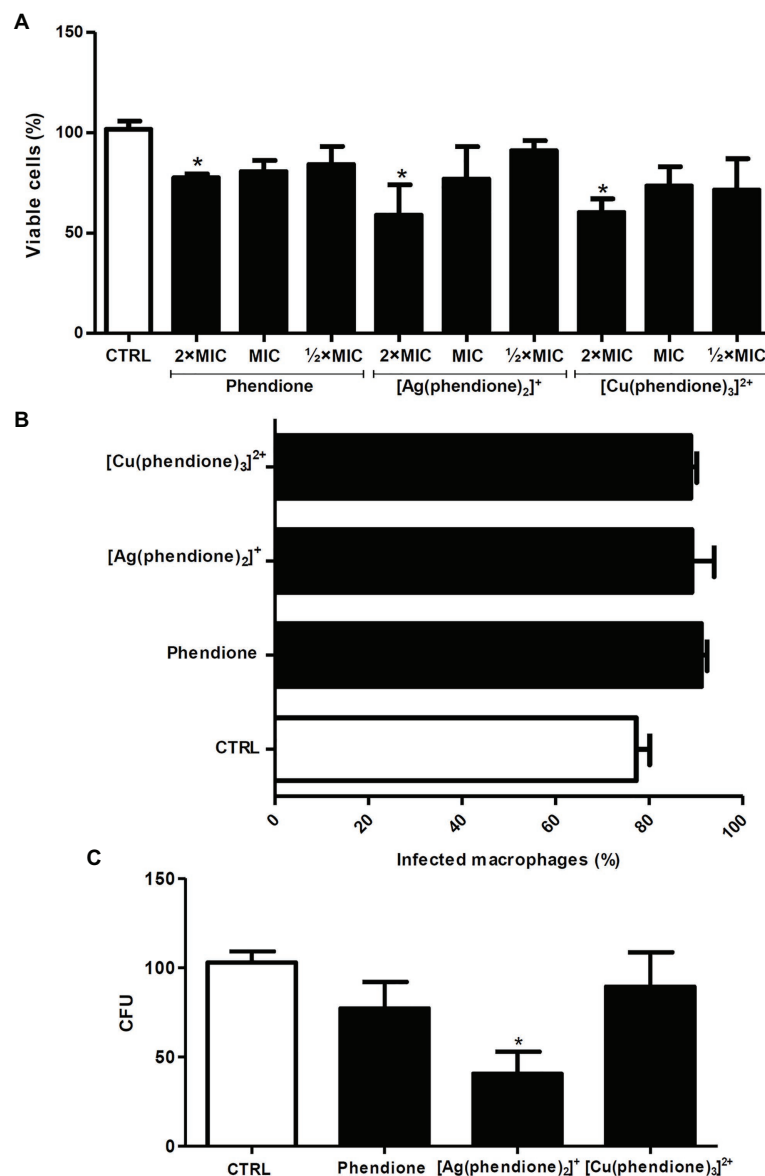 A
150
100
50
0
Viable cells (%)
* * *
CTRL 2×MIC MIC ½×MIC 2×MIC MIC ½×MIC 2×MIC MIC ½×MIC
Phendione [Ag(phendione)₂]⁺ [Cu(phendione)₃]²⁺
B
[Cu(phendione)₃]²⁺
[Ag(phendione)₂]⁺
Phendione
CTRL
0 20 40 60 80 100
Infected macrophages (%)
C
150
100
50
0
CFU
*
CTRL Phendione [Ag(phendione)₂]⁺ [Cu(phendione)₃]²⁺